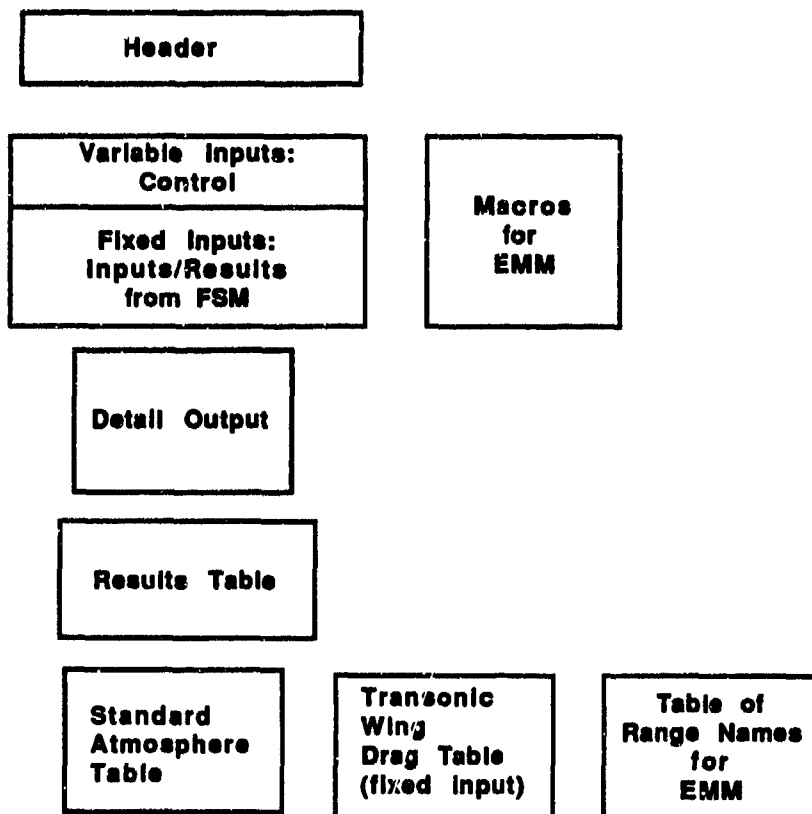 Header
Variable Inputs:
Control
Fixed Inputs:
Inputs/Results
from FSM
Macros
for
EMM
Detail Output
Results Table
Standard
Atmosphere
Table
Transonic
Wing
Drag Table
(fixed input)
Table of
Range Names
for
EMM